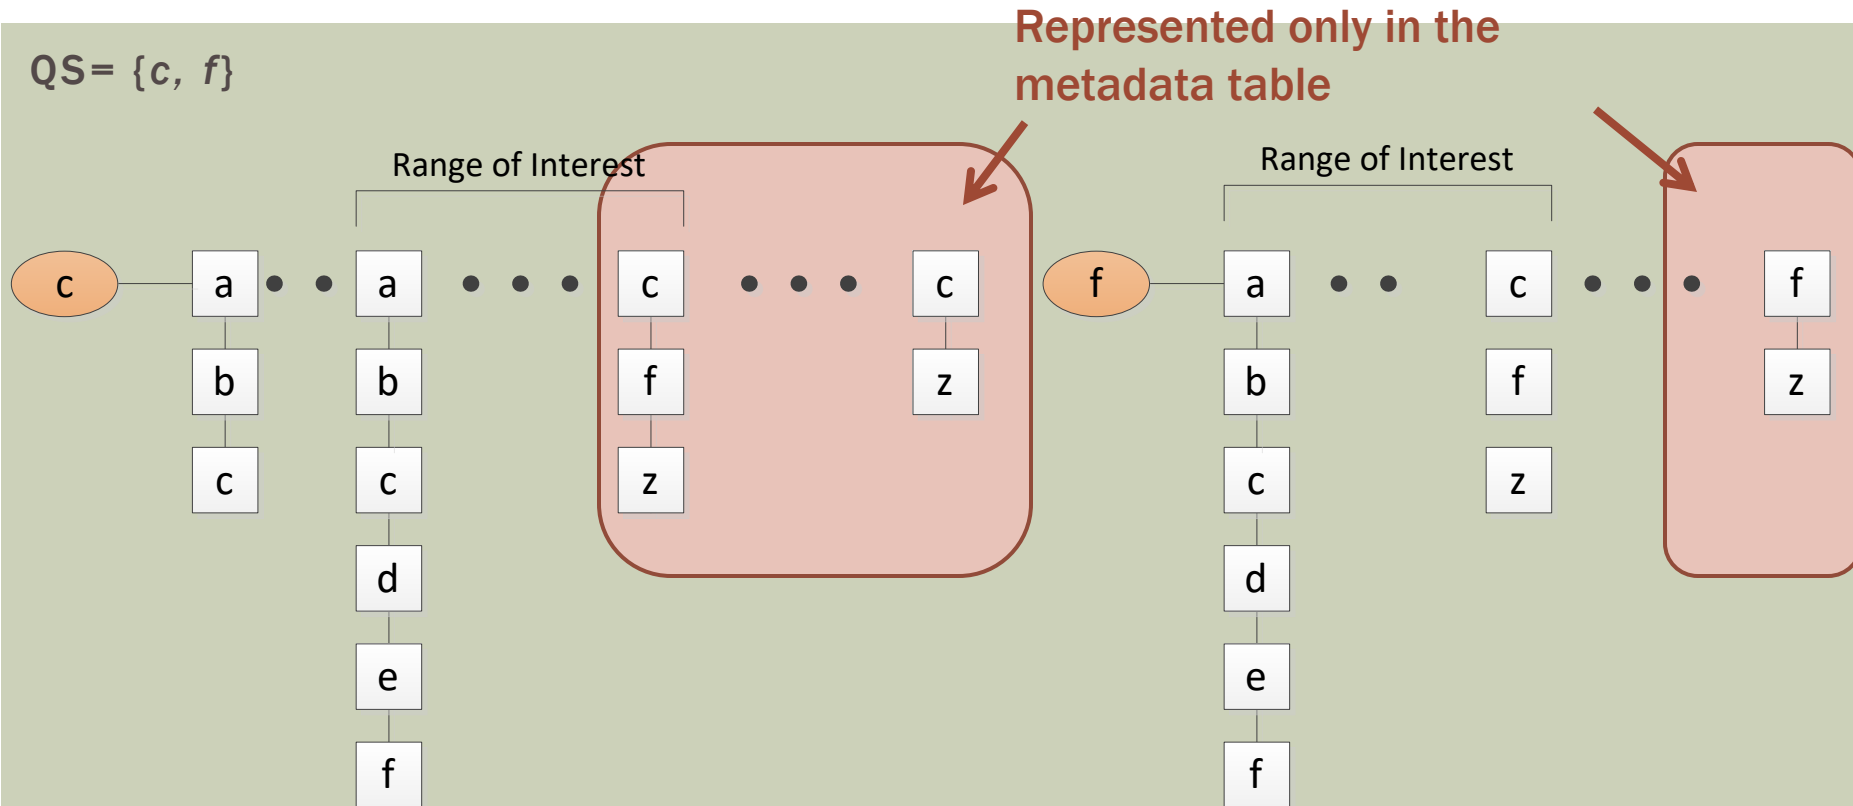 Represented only in the
metadata table
QS= {c, f}
Range of Interest
Range of Interest
c
a
a
c
c
f
a
c
f
b
b
f
z
b
f
z
c
c
z
c
z
d
d
e
e
f
f